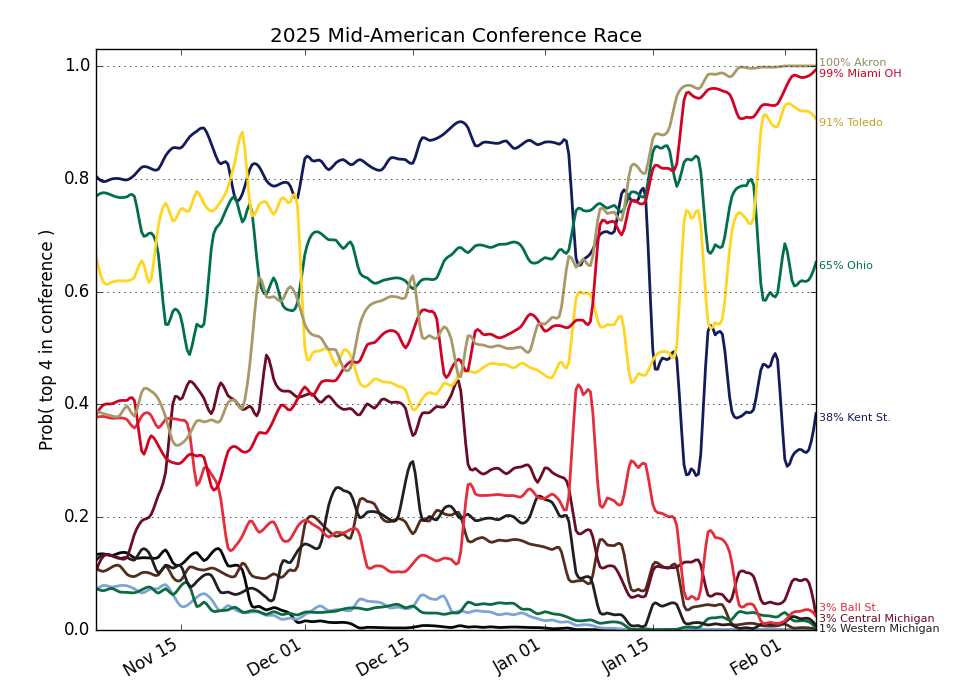 2025 Mid-American Conference Race
Prob( top 4 in conference )
1.0
0.8
0.6
0.4
0.2
0.0
Nov 15
Dec 01
Dec 15
Jan 01
Jan 15
Feb 01
100% Akron
99% Miami OH
91% Toledo
65% Ohio
38% Kent St.
3% Ball St.
3% Central Michigan
1% Western Michigan